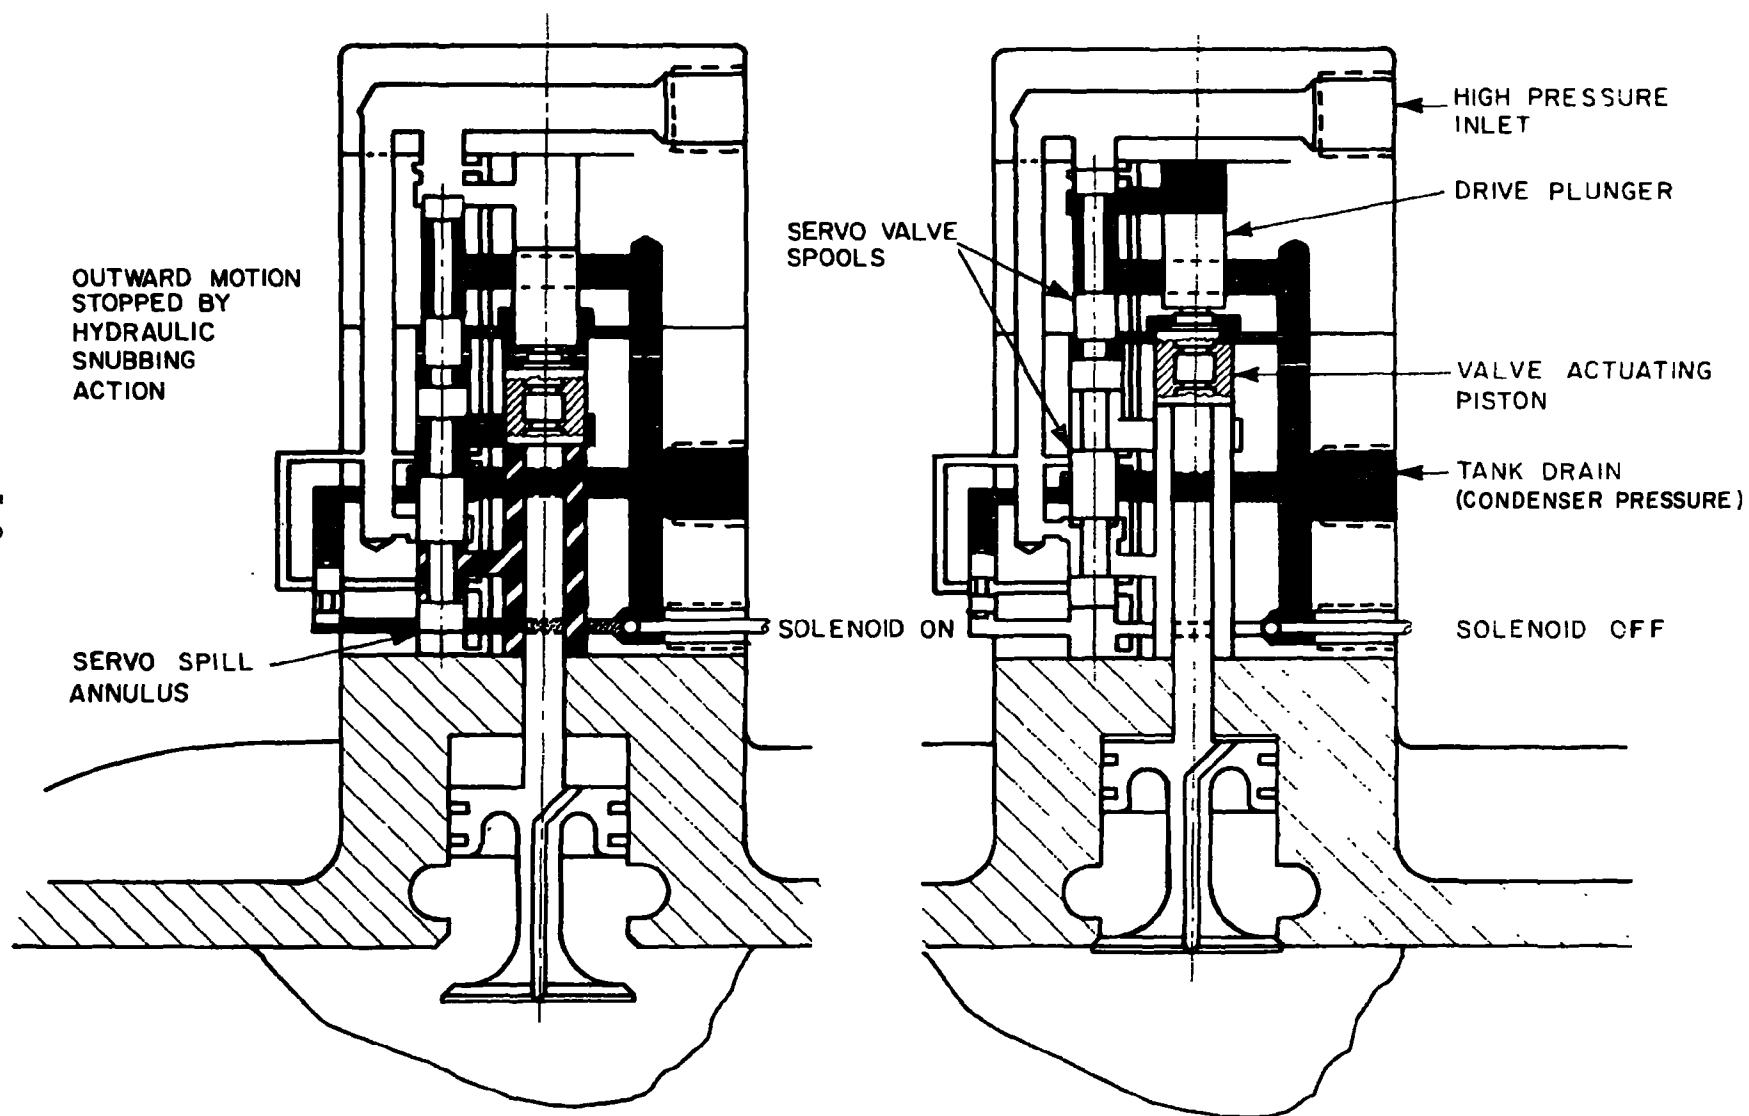 HIGH PRESSURE
INLET
DRIVE PLUNGER
SERVO VALVE
SPOOLS
OUTWARD MOTION
STOPPED BY
HYDRAULIC
SNUBBING
ACTION
VALVE ACTUATING
PISTON
TANK DRAIN
(CONDENSER PRESSURE)
SOLENOID ON
SOLENOID OFF
SERVO SPILL
ANNULUS